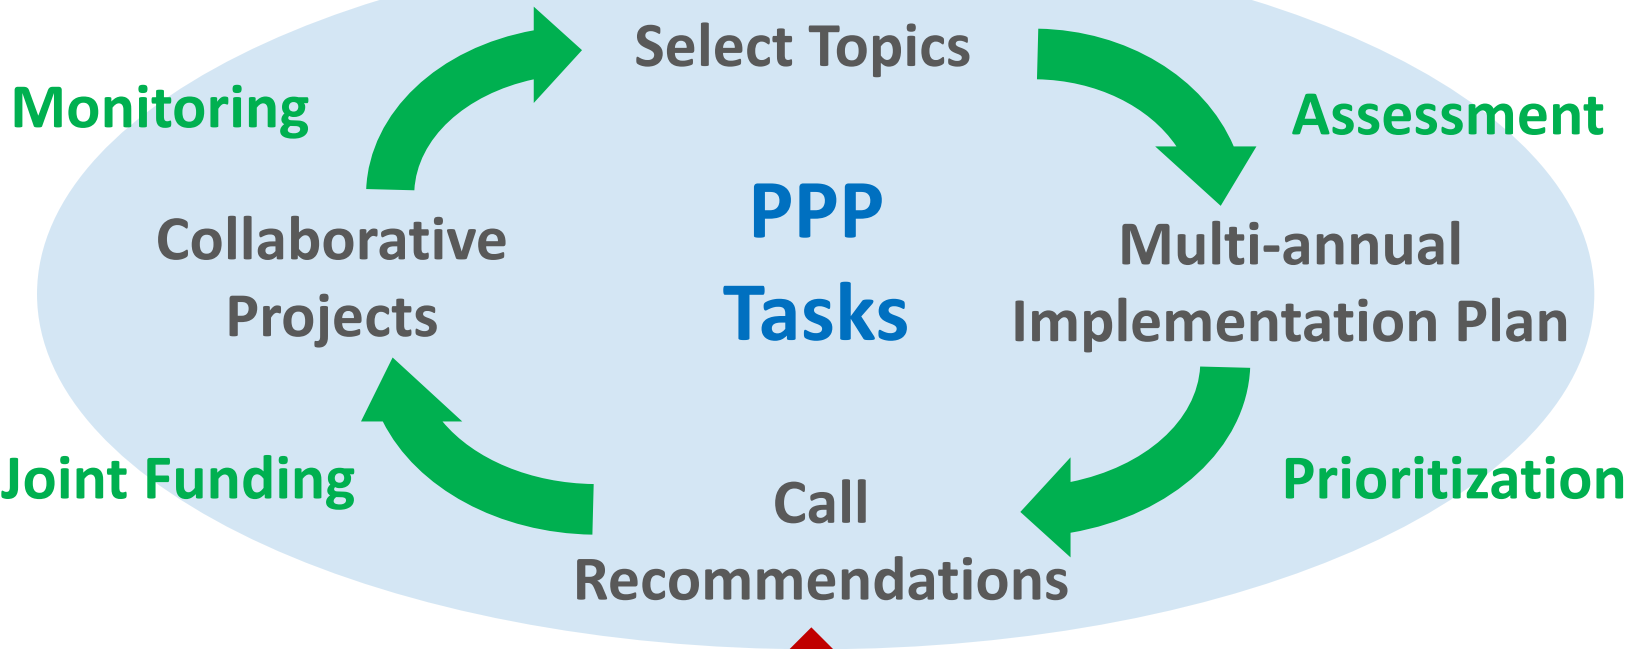 Select Topics
Monitoring
Assessment
PPP
Tasks
Collaborative
Projects
Multi-annual
Implementation Plan
Joint Funding
Prioritization
Call
Recommendations